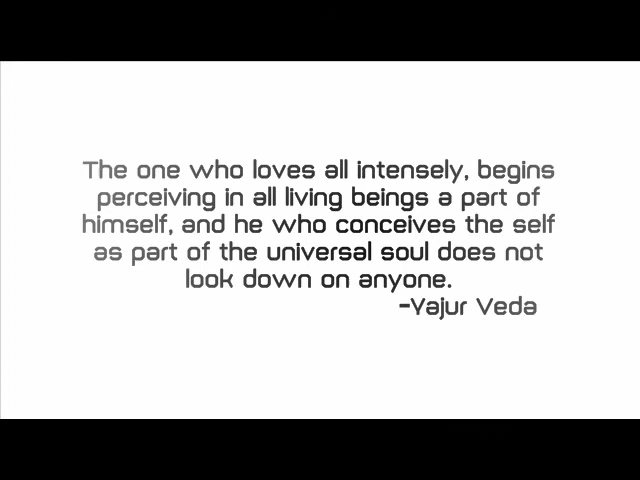 The one who loves all intensely, begins
perceiving in all living beings a part of
himself, and he who conceives the self
as part of the universal soul does not
look down on anyone.
-Yajur Veda